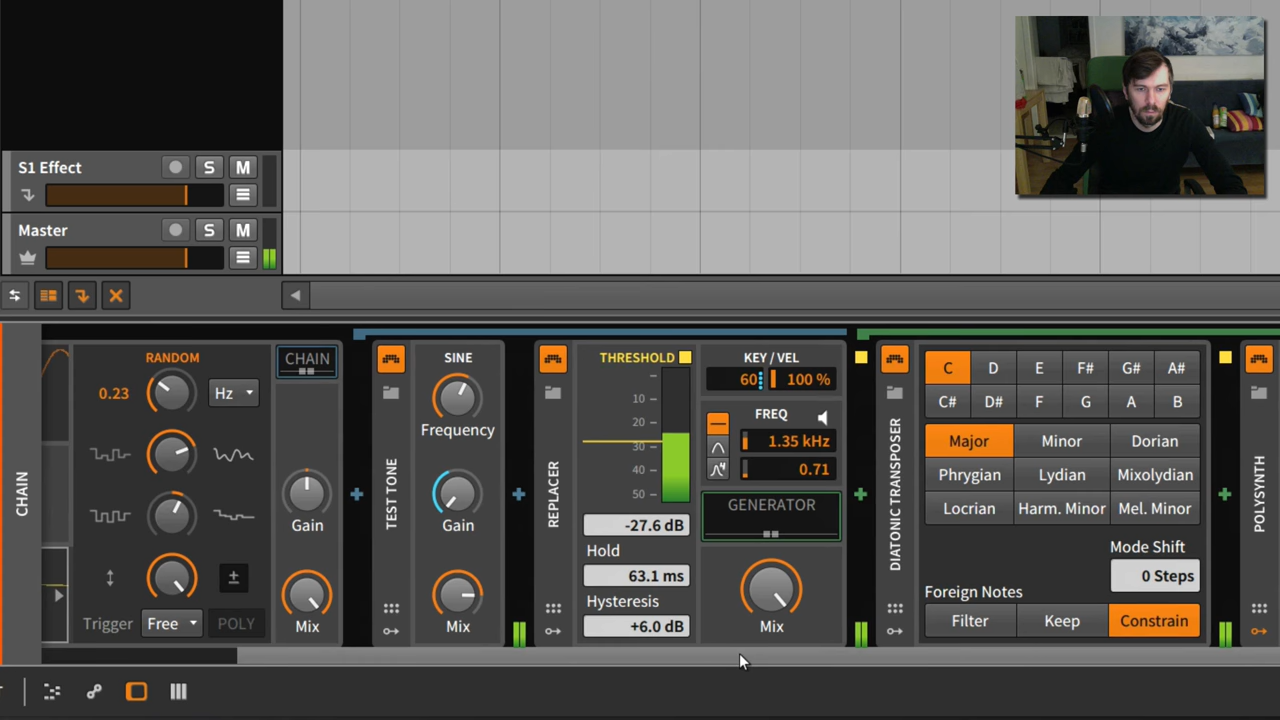 S1 Effect
S
M
Master
S
M
CHAIN
RANDOM
0.23
Hz
Trigger
Free
POLY
CHAIN
Gain
Mix
TEST TONE
SINE
Frequency
Gain
Mix
REPLACER
THRESHOLD
10
20
30
40
50
-27.6 dB
Hold
63.1 ms
Hysteresis
+6.0 dB
KEY / VEL
60
100 %
FREQ
1.35 kHz
0.71
GENERATOR
Mix
DIATONIC TRANSPOSER
C D E F# G# A#
C# D# F G A B
Major Minor Dorian
Phrygian Lydian Mixolydian
Locrian Harm. Minor Mel. Minor
Mode Shift
0 Steps
Foreign Notes
Filter Keep Constrain
POLYSYNTH